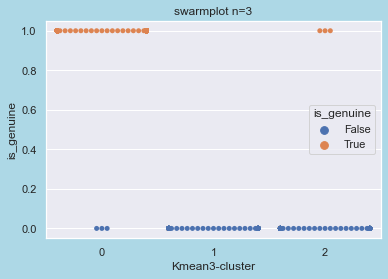 swarmplot n=3
is_genuine
1.0
0.8
0.6
0.4
0.2
0.0
is_genuine
False
True
0 1 2
Kmean3-cluster